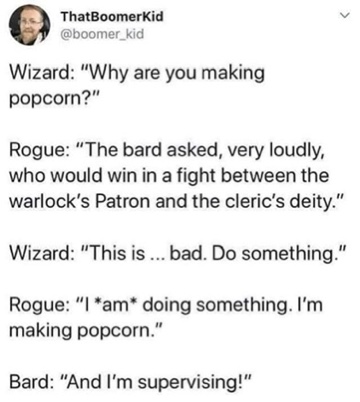 ThatBoomerKid
@boomer_kid
Wizard: "Why are you making
popcorn?"
Rogue: "The bard asked, very loudly,
who would win in a fight between the
warlock's Patron and the cleric's deity."
Wizard: "This is ... bad. Do something."
Rogue: "I *am* doing something. I'm
making popcorn."
Bard: "And I'm supervising!"